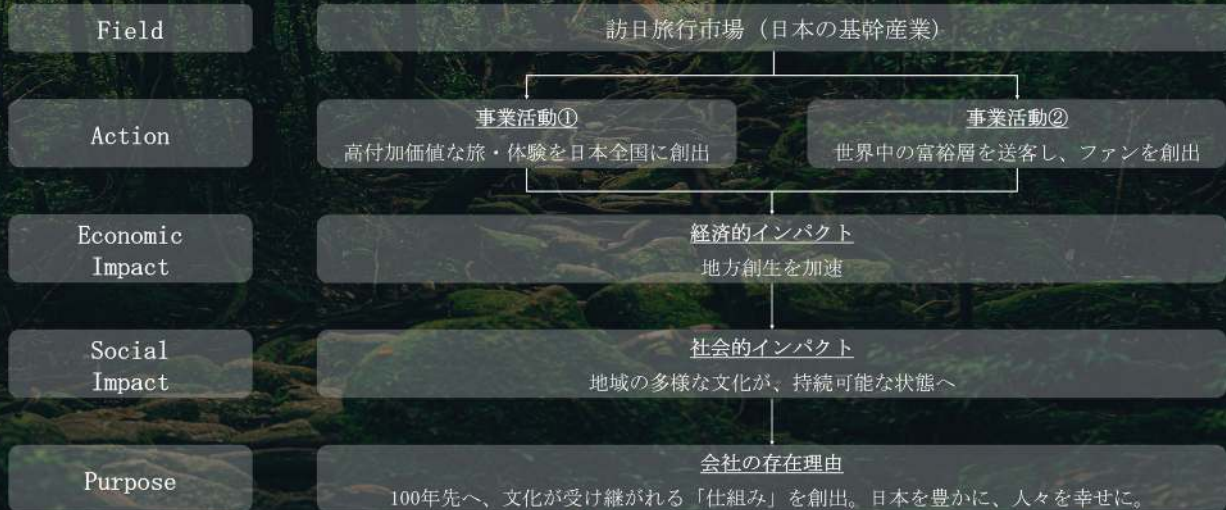 Field
訪日旅行市場（日本の基幹産業）
Action
事業活動①
高付加価値な旅・体験を日本全国に創出
事業活動②
世界中の富裕層を送客し、ファンを創出
Economic
Impact
経済的インパクト
地方創生を加速
Social
Impact
社会的インパクト
地域の多様な文化が、持続可能な状態へ
Purpose
会社の存在理由
100年先へ、文化が受け継がれる「仕組み」を創出。日本を豊かに、人々を幸せに。